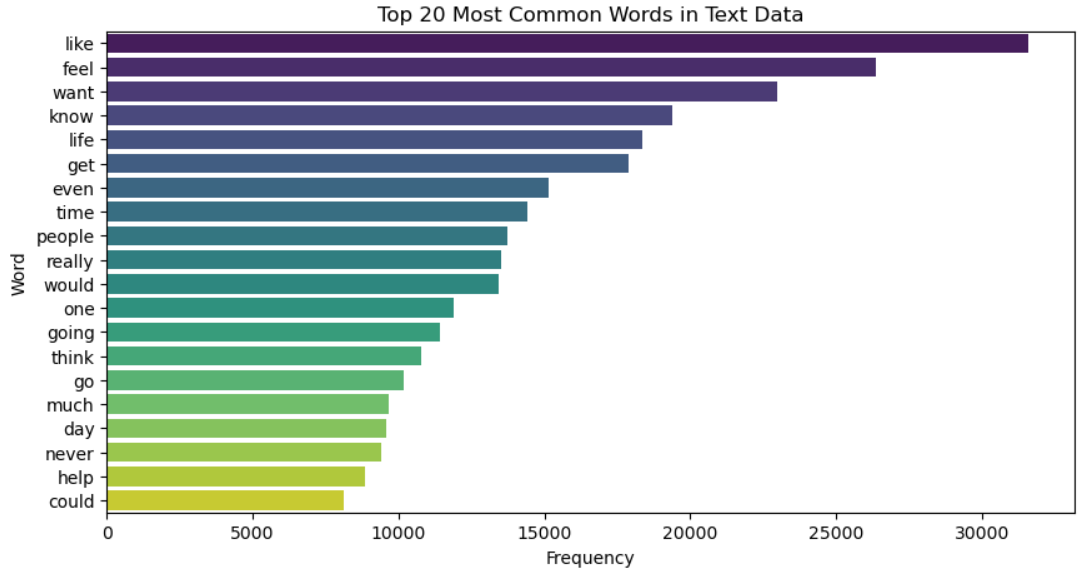 Top 20 Most Common Words in Text Data
like
feel
want
know
life
get
even
time
people
really
would
one
going
think
go
much
day
never
help
could
Word
0 5000 10000 15000 20000 25000 30000
Frequency